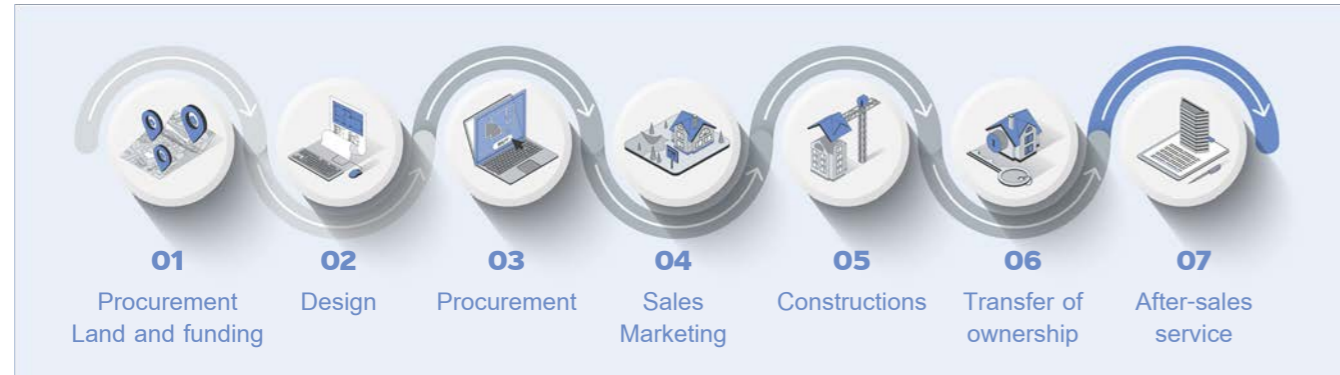 01
Procurement
Land and funding
02
Design
03
Procurement
04
Sales
Marketing
05
Constructions
06
Transfer of
ownership
07
After-sales
service